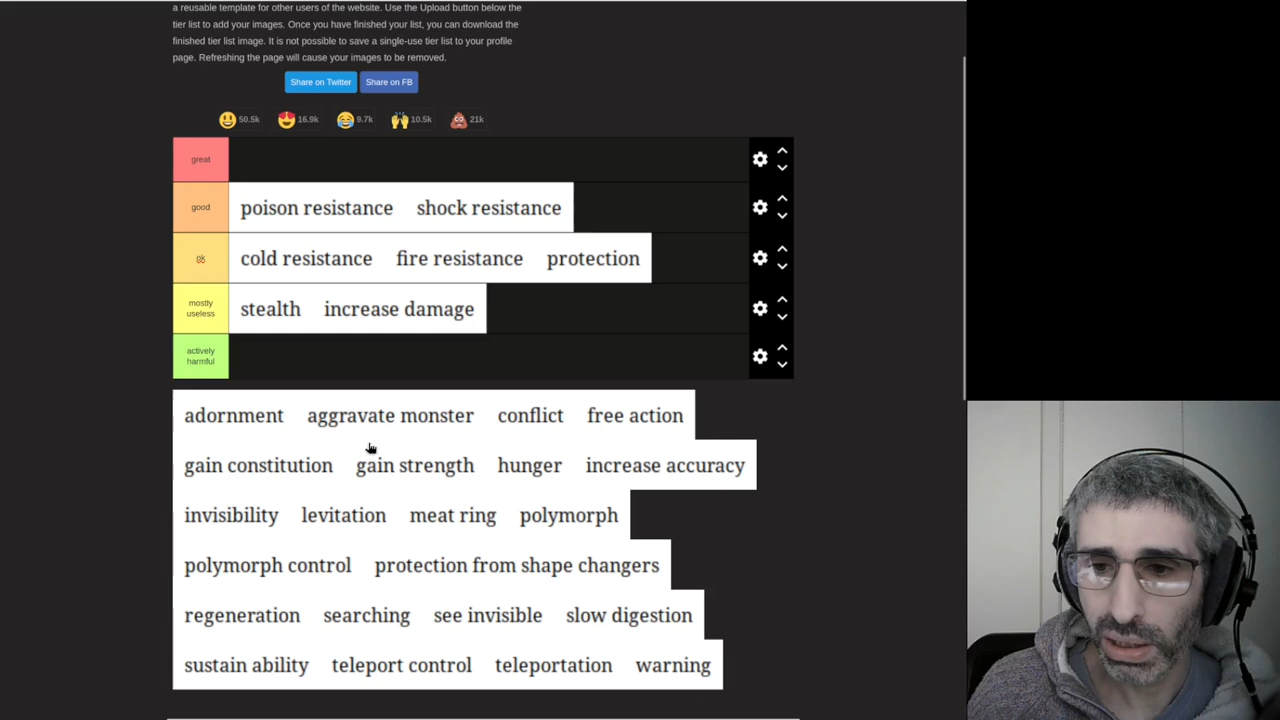 a reusable template for other users of the website. Use the Upload button below the
tier list to add your images. Once you have finished your list, you can download the
finished tier list image. It is not possible to save a single-use tier list to your profile
page. Refreshing the page will cause your images to be removed.
Share on Twitter Share on FB
50.5k 16.9k 9.7k 10.5k 21k
great
good poison resistance shock resistance
ok cold resistance fire resistance protection
mostly
useless
stealth increase damage
actively
harmful
adornment aggravate monster conflict free action
gain constitution gain strength hunger increase accuracy
invisibility levitation meat ring polymorph
polymorph control protection from shape changers
regeneration searching see invisible slow digestion
sustain ability teleport control teleportation warning